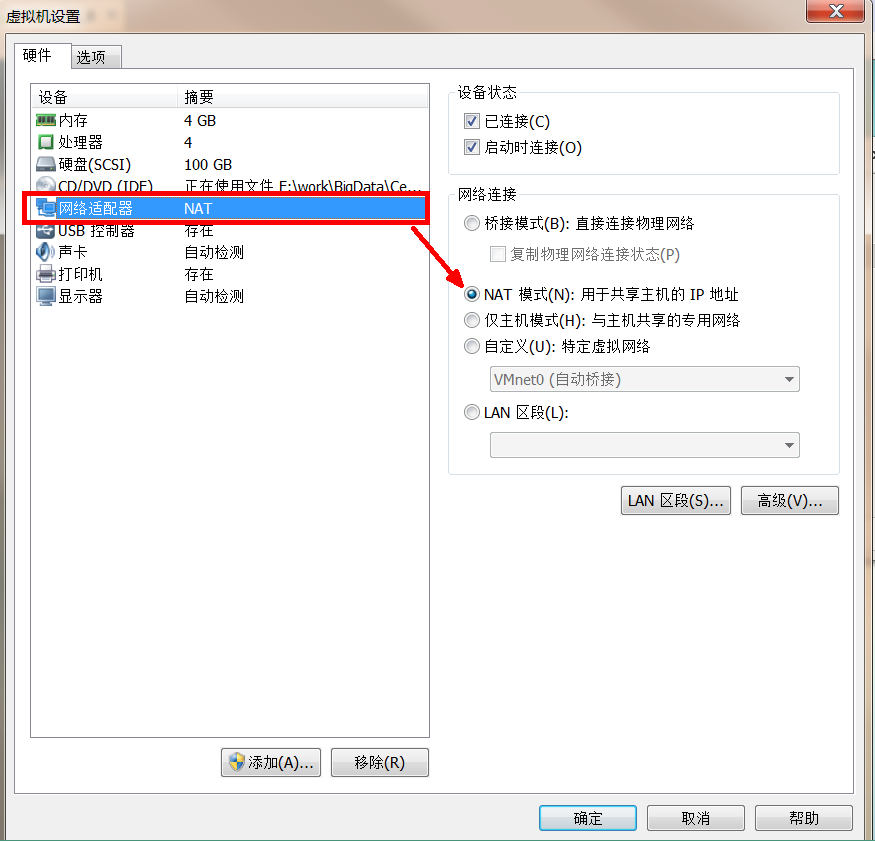 虚拟机设置
硬件 选项
设备 摘要
内存 4 GB
处理器 4
硬盘(SCSI) 100 GB
CD/DVD (IDE) 正在使用文件 E:\work\BigData\Ce...
网络适配器 NAT
USB 控制器 存在
声卡 自动检测
打印机 存在
显示器 自动检测
添加(A)... 移除(R)
设备状态
已连接(C)
启动时连接(O)
网络连接
桥接模式(B): 直接连接物理网络
复制物理网络连接状态(P)
NAT 模式(N): 用于共享主机的 IP 地址
仅主机模式(H): 与主机共享的专用网络
自定义(U): 特定虚拟网络
VMnet0 (自动桥接)
LAN 区段(L):
LAN 区段(S)... 高级(V)...
确定 取消 帮助